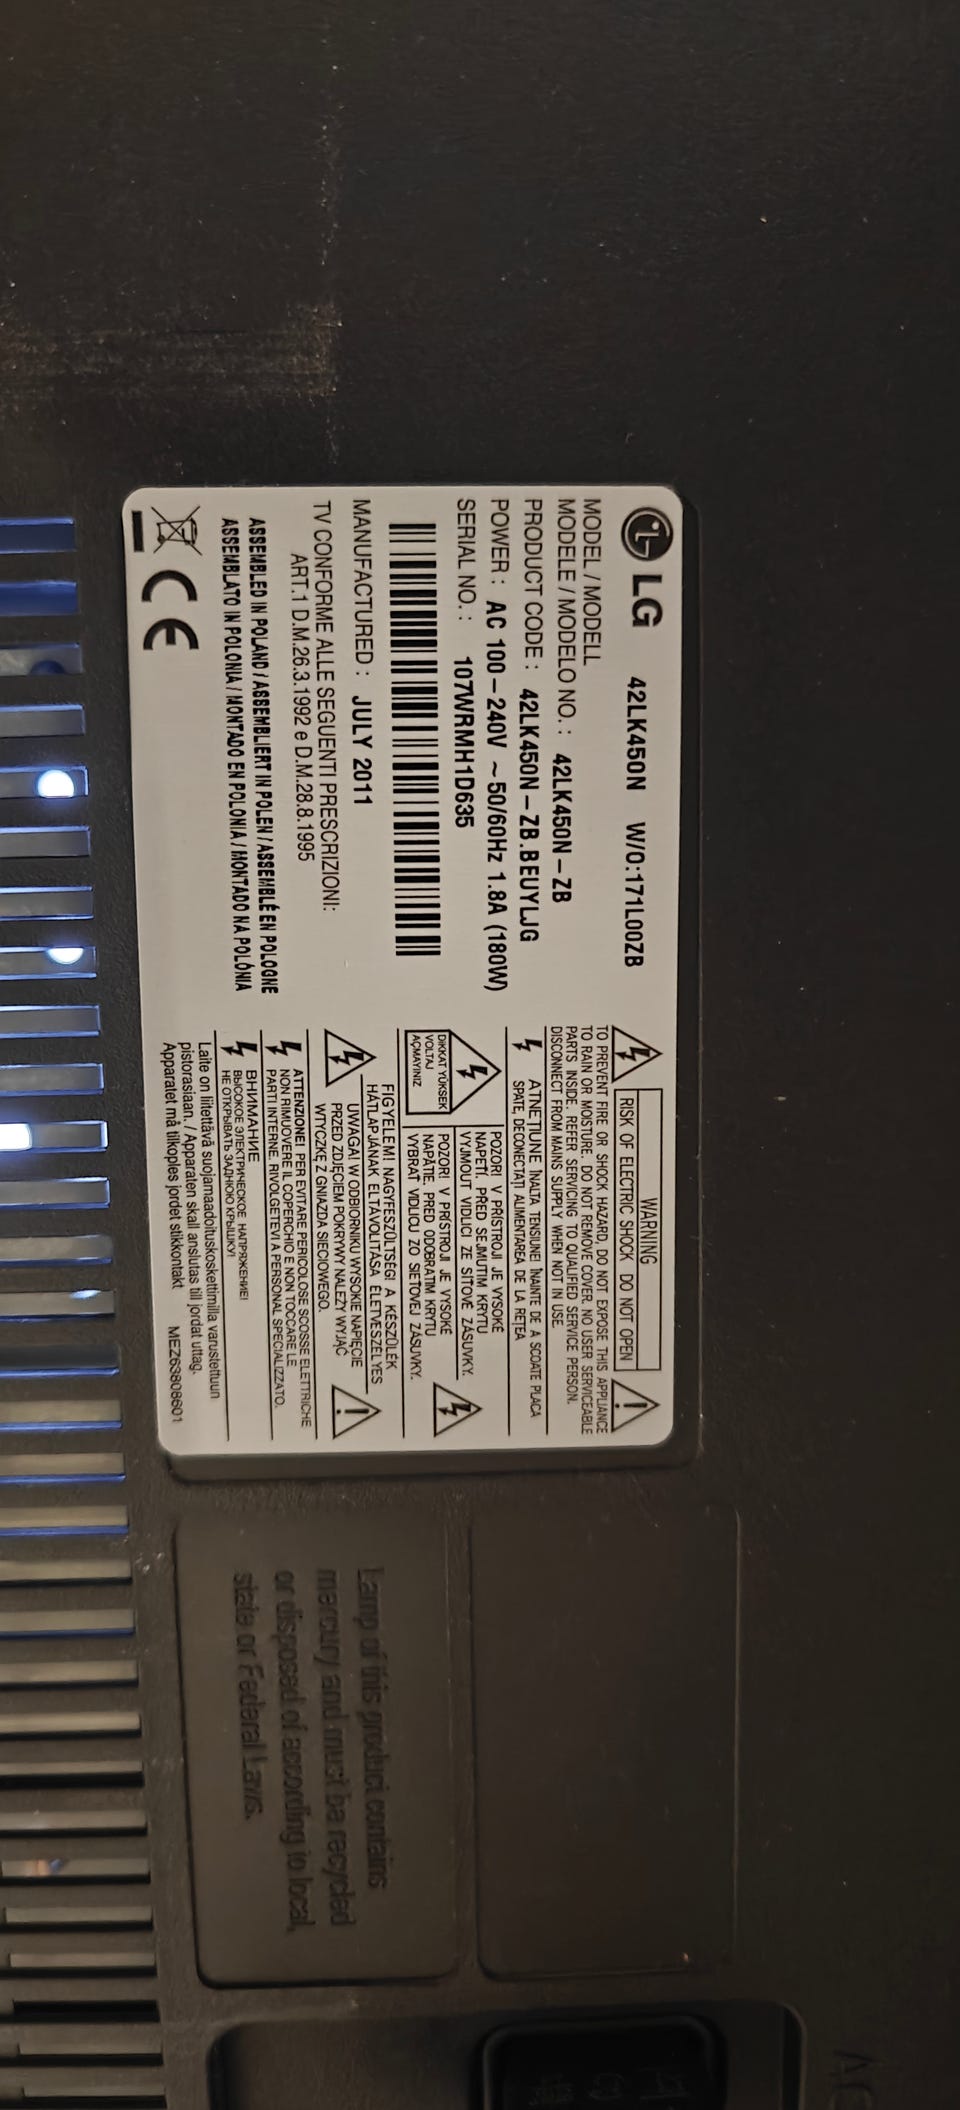 LG 42LK450N W/O:171L00ZB
MODEL / MODELL
MODELE / MODELO NO. : 42LK450N-ZB
PRODUCT CODE : 42LK450N-ZB.BEUYLJG
POWER : AC 100-240V ~ 50/60Hz 1.8A (180W)
SERIAL NO. : 107WRMH1D635
MANUFACTURED : JULY 2011
TV CONFORME ALLE SEGUENTI PRESCRIZIONI:
ART.1 D.M.26.3.1992 e D.M.28.8.1995
ASSEMBLED IN POLAND / ASSEMBLIERT IN POLEN / ASSEMBLÉ EN POLOGNE
ASSEMBLATO IN POLONIA / MONTADO EN POLONIA / MONTADO NA POLÓNIA
CE
WARNING
RISK OF ELECTRIC SHOCK DO NOT OPEN
TO PREVENT FIRE OR SHOCK HAZARD, DO NOT EXPOSE THIS APPLIANCE
TO RAIN OR MOISTURE. DO NOT REMOVE COVER. NO USER SERVICEABLE
PARTS INSIDE. REFER SERVICING TO QUALIFIED SERVICE PERSON.
DISCONNECT FROM MAINS SUPPLY WHEN NOT IN USE.
ATNEȚIUNE ÎNALTA TENSIUNE ÎNAINTE DE A SCOATE PLACA
SPATE, DECONECTAȚI ALIMENTAREA DE LA REȚEA
DIKKAT YÜKSEK
VOLTAJ
AÇMAYINIZ
POZOR! V PŘÍSTROJI JE VYSOKÉ
NAPĚTÍ. PŘED SEJMUTÍM KRYTU
VYJMOUT VIDLICI ZE SÍŤOVÉ ZÁSUVKY.
POZOR! V PRÍSTROJI JE VYSOKÉ
NAPÄTIE. PRED ODOBRATÍM KRYTU
VYBRAŤ VIDLICU ZO SIEŤOVEJ ZÁSUVKY.
FIGYELEM! NAGYFESZÜLTSÉG! A KÉSZÜLÉK
HÁTLAPJÁNAK ELTÁVOLÍTÁSA ÉLETVESZÉLYES
UWAGA! W ODBIORNIKU WYSOKIE NAPIĘCIE
PRZED ZDJĘCIEM POKRYWY NALEŻY WYJĄĆ
WTYCZKĘ Z GNIAZDA SIECIOWEGO.
ATTENZIONE! PER EVITARE PERICOLOSE SCOSSE ELETTRICHE
NON RIMUOVERE IL COPERCHIO E NON TOCCARE LE
PARTI INTERNE, RIVOLGETEVI A PERSONAL SPECIALIZZATO.
ВНИМАНИЕ
ВЫСОКОЕ ЭЛЕКТРИЧЕСКОЕ НАПРЯЖЕНИЕ!
НЕ ОТКРЫВАТЬ ЗАДНЮЮ КРЫШКУ!
Laite on liitettävä suojamaadoituskoskettimilla varustettuun
pistorasiaan. / Apparaten skall anslutas till jordat uttag.
Apparatet må tilkoples jordet stikkontakt MEZ63808601
Lamp of this product contains
mercury and must be recycled
or disposed of according to local,
state or Federal Laws.